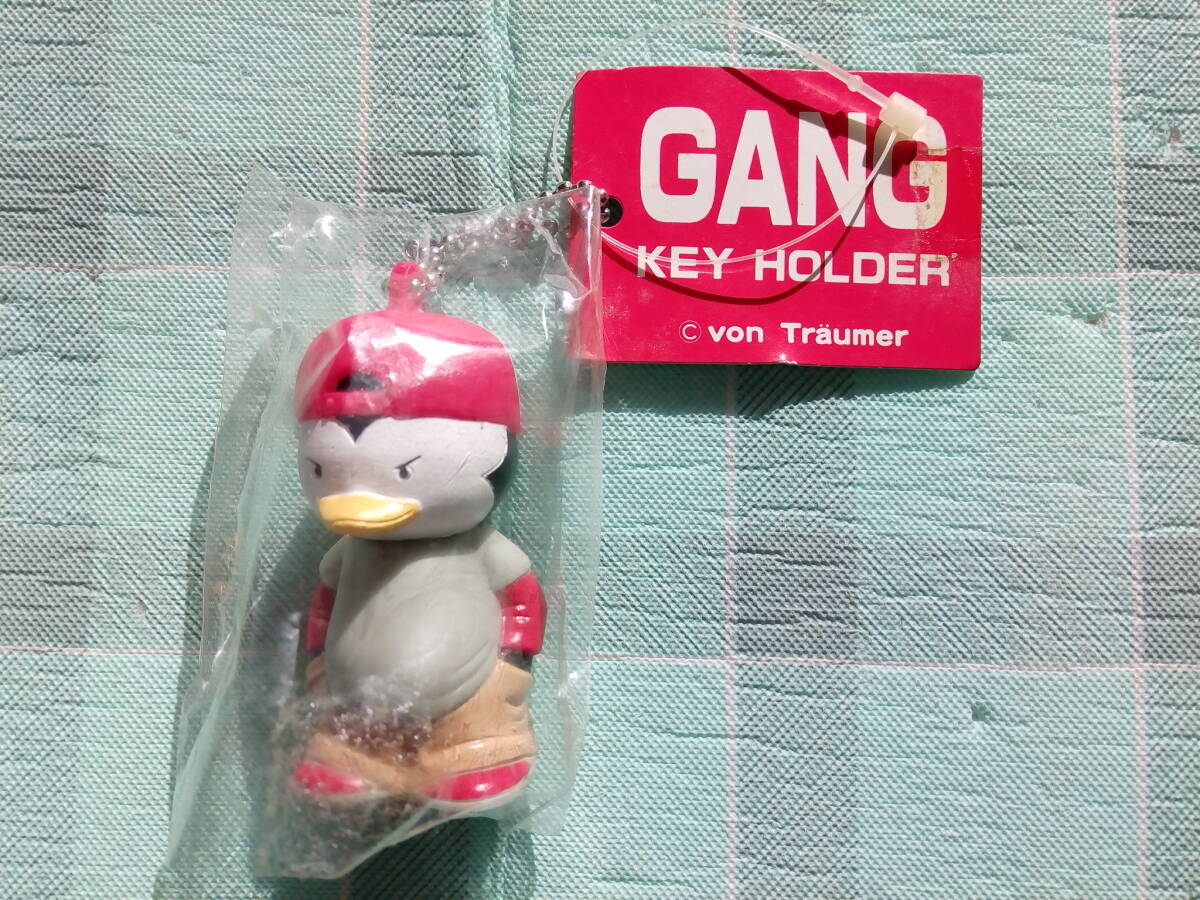 GANG
KEY HOLDER
© von Träumer